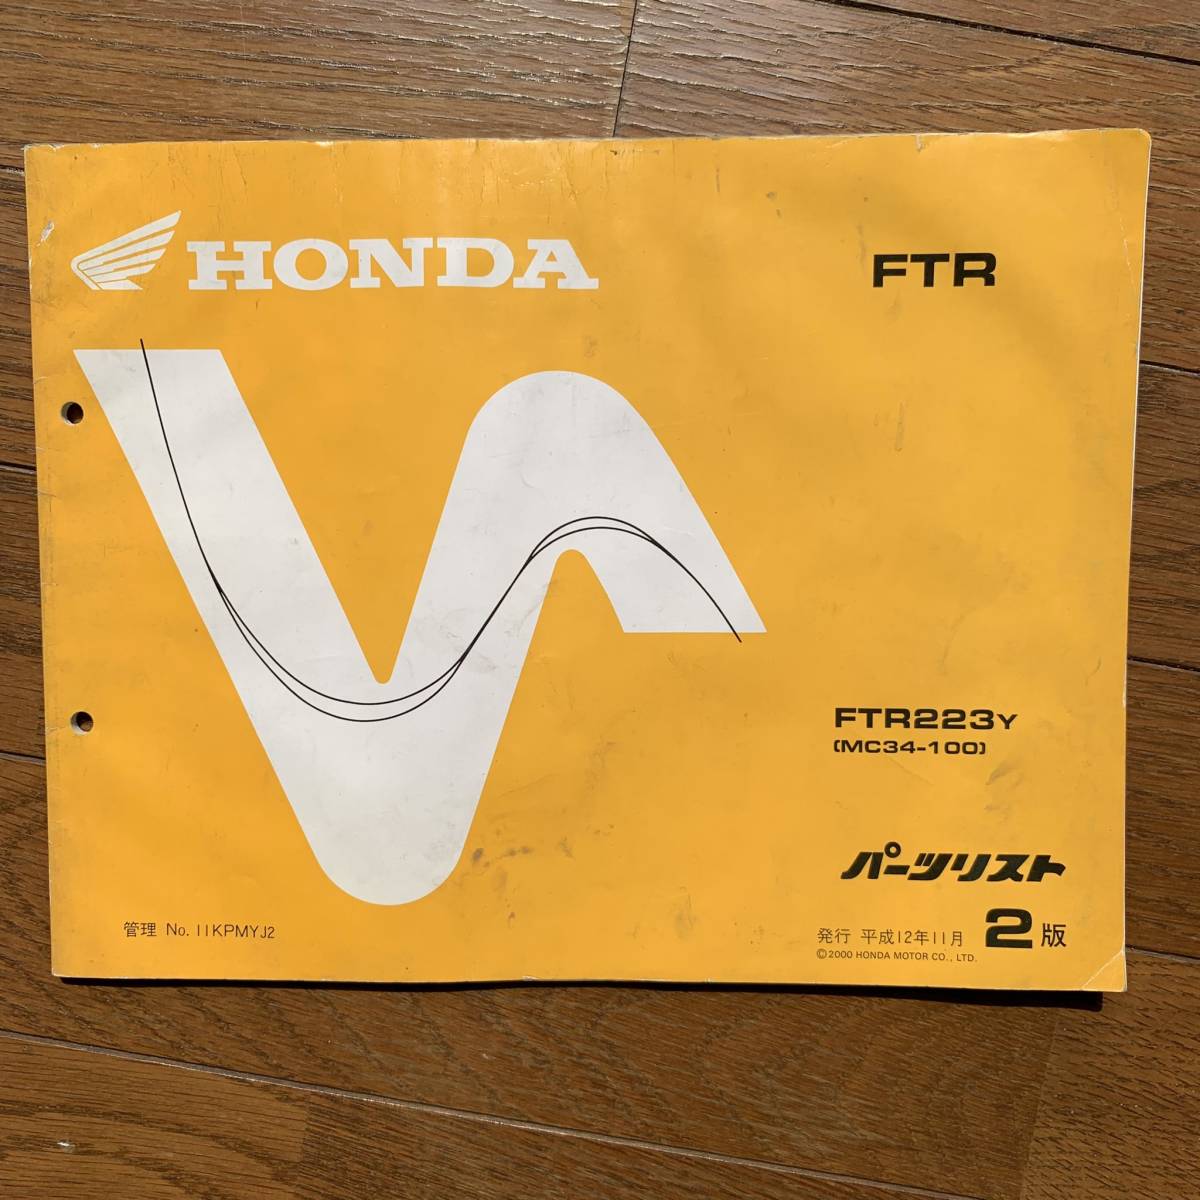 HONDA
FTR
FTR223Y
(MC34-100)
パーツリスト
管理 No. 11KPMYJ2
発行 平成12年11月 2版
©2000 HONDA MOTOR CO., LTD.